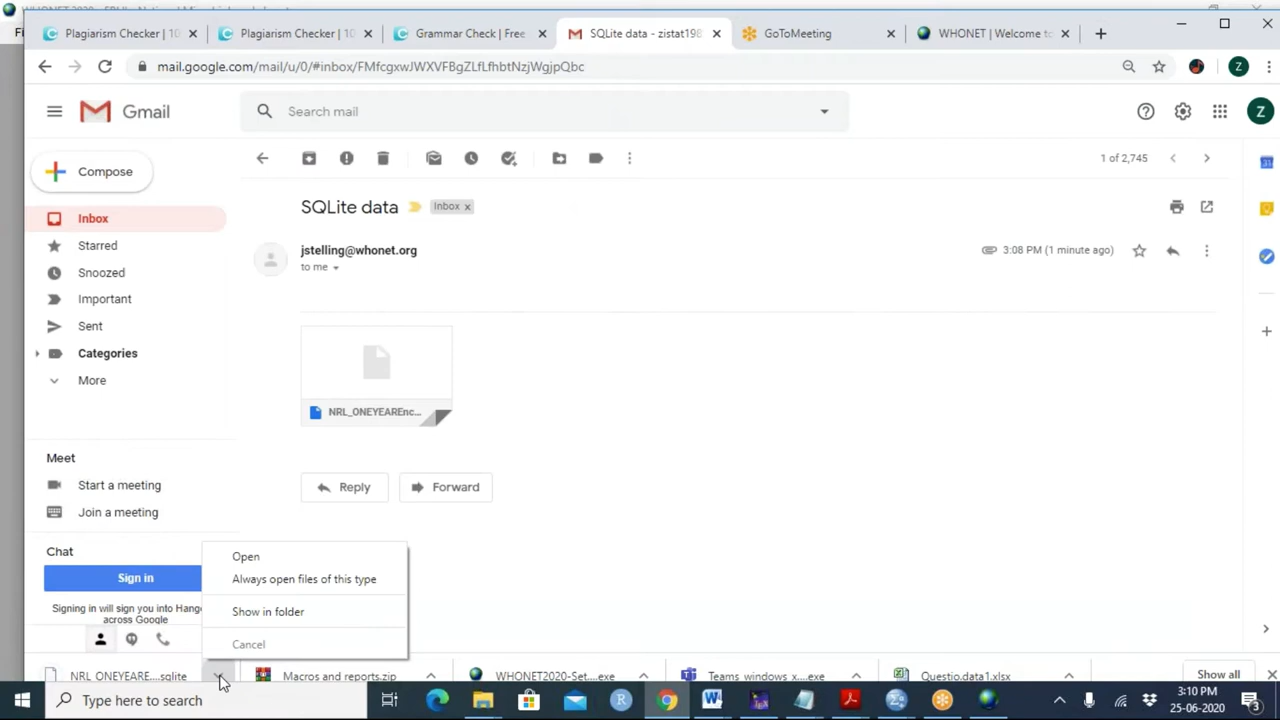 Plagiarism Checker | 10
Plagiarism Checker | 10
Grammar Check | Free
SQLite data - zistat198
GoToMeeting
WHONET | Welcome to
mail.google.com/mail/u/0/#inbox/FMfcgxwJWXVFBgZLfLfhbtNzjWgjpQbc
Z
Gmail
Search mail
Z
Compose
1 of 2,745
Inbox
SQLite data
Inbox x
Starred
jstelling@whonet.org
3:08 PM (1 minute ago)
to me
Snoozed
Important
Sent
Categories
More
NRL_ONEYEAREnc...
Meet
Start a meeting
Reply
Forward
Join a meeting
Chat
Open
Sign in
Always open files of this type
Signing in will sign you into Hang
across Google
Show in folder
Cancel
NRL_ONEYEARE....sqlite
Macros and reports.zip
WHONET2020-Set....exe
Teams_windows_x....exe
Questio.data1.xlsx
Show all
Type here to search
3:10 PM
25-06-2020
3